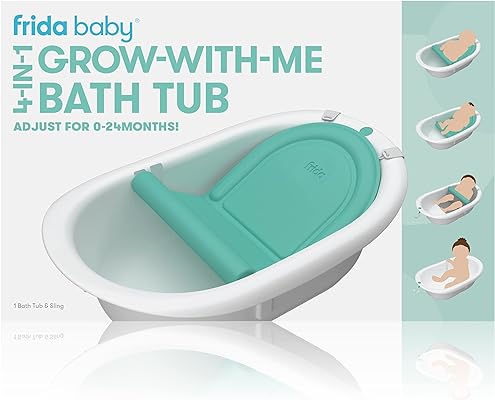 frida baby®
4-IN-1
GROW-WITH-ME
BATH TUB
ADJUST FOR 0-24MONTHS!
frida
1 Bath Tub & Sling